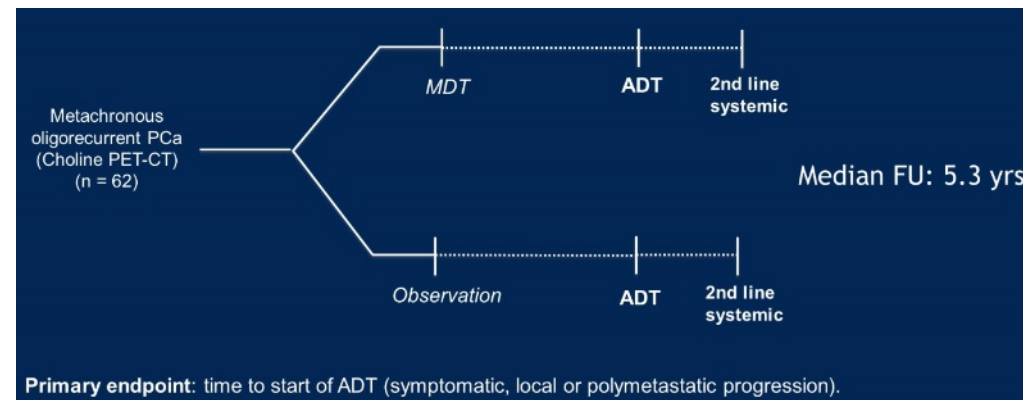 Metachronous
oligorecurrent PCa
(Choline PET-CT)
(n = 62)
MDT
ADT
2nd line
systemic
Median FU: 5.3 yrs
Observation
ADT
2nd line
systemic
Primary endpoint: time to start of ADT (symptomatic, local or polymetastatic progression).